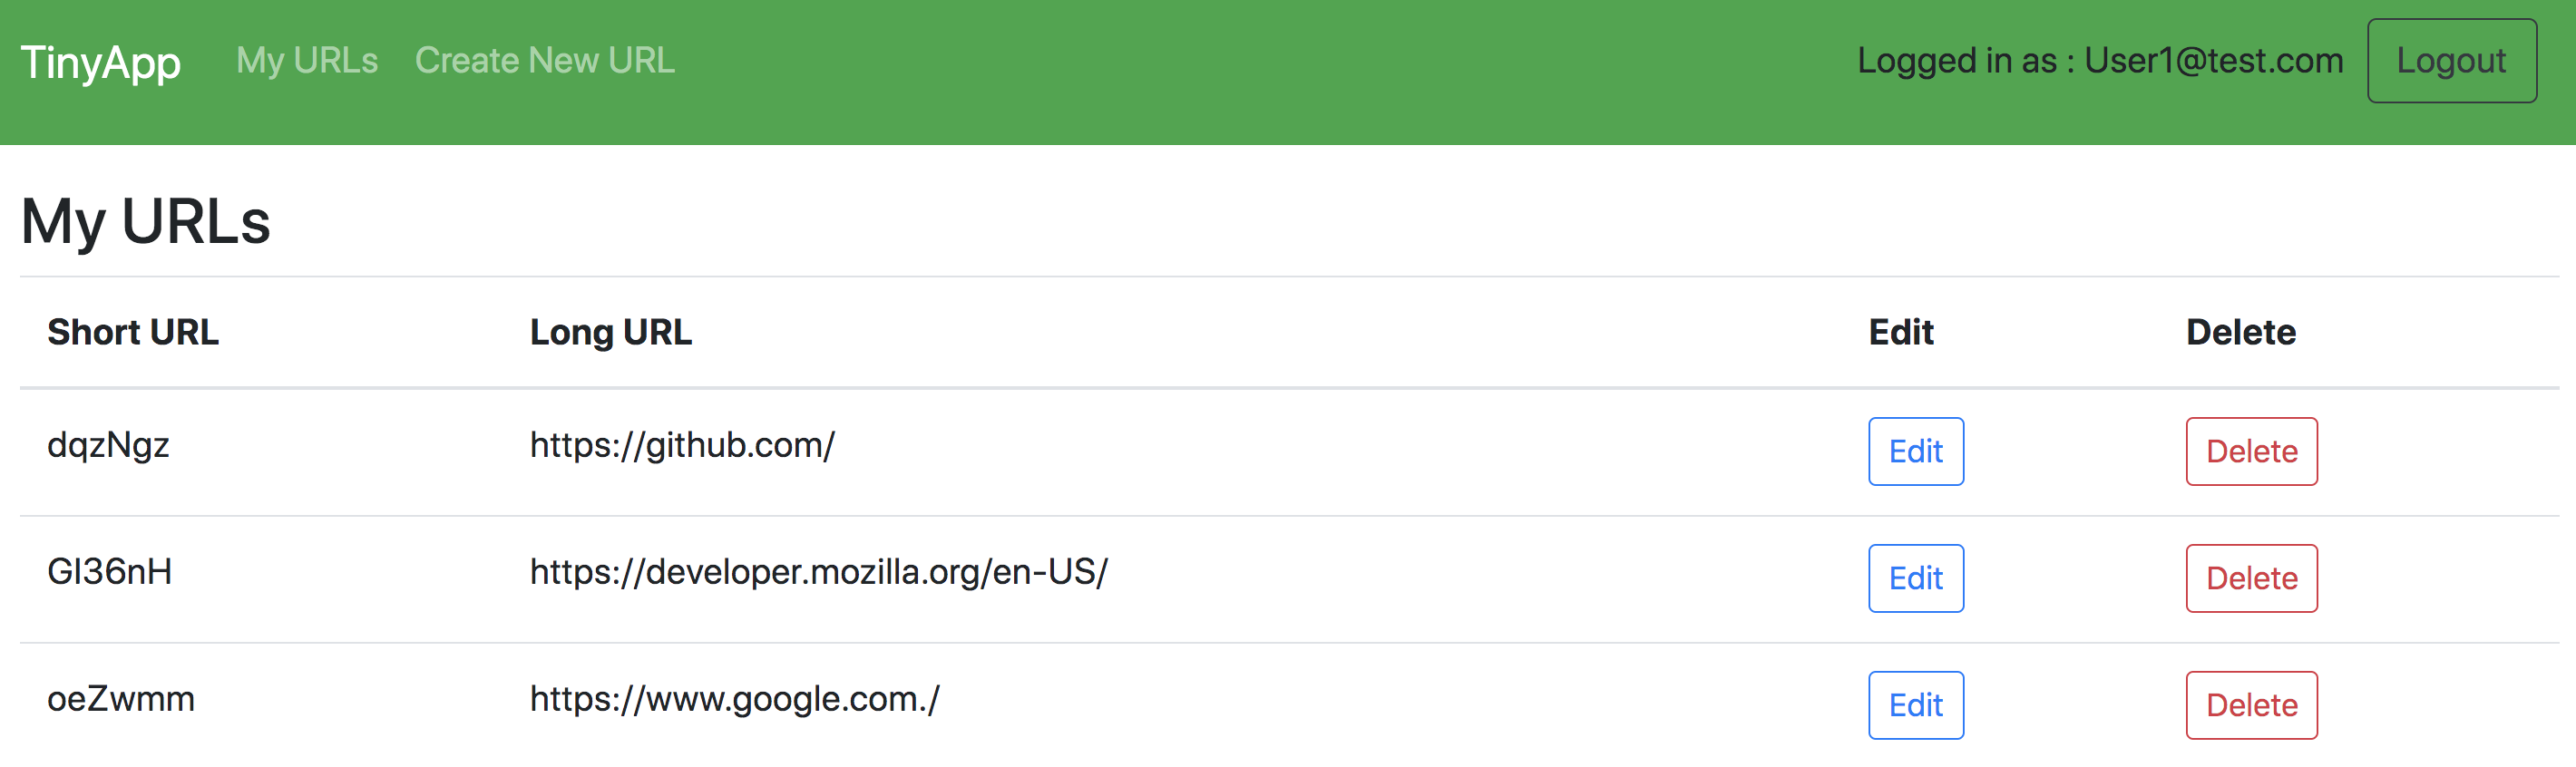 TinyApp My URLs Create New URL Logged in as : User1@test.com Logout
My URLs
Short URL Long URL Edit Delete
dqzNgz https://github.com/ Edit Delete
GI36nH https://developer.mozilla.org/en-US/ Edit Delete
oeZwmm https://www.google.com./ Edit Delete